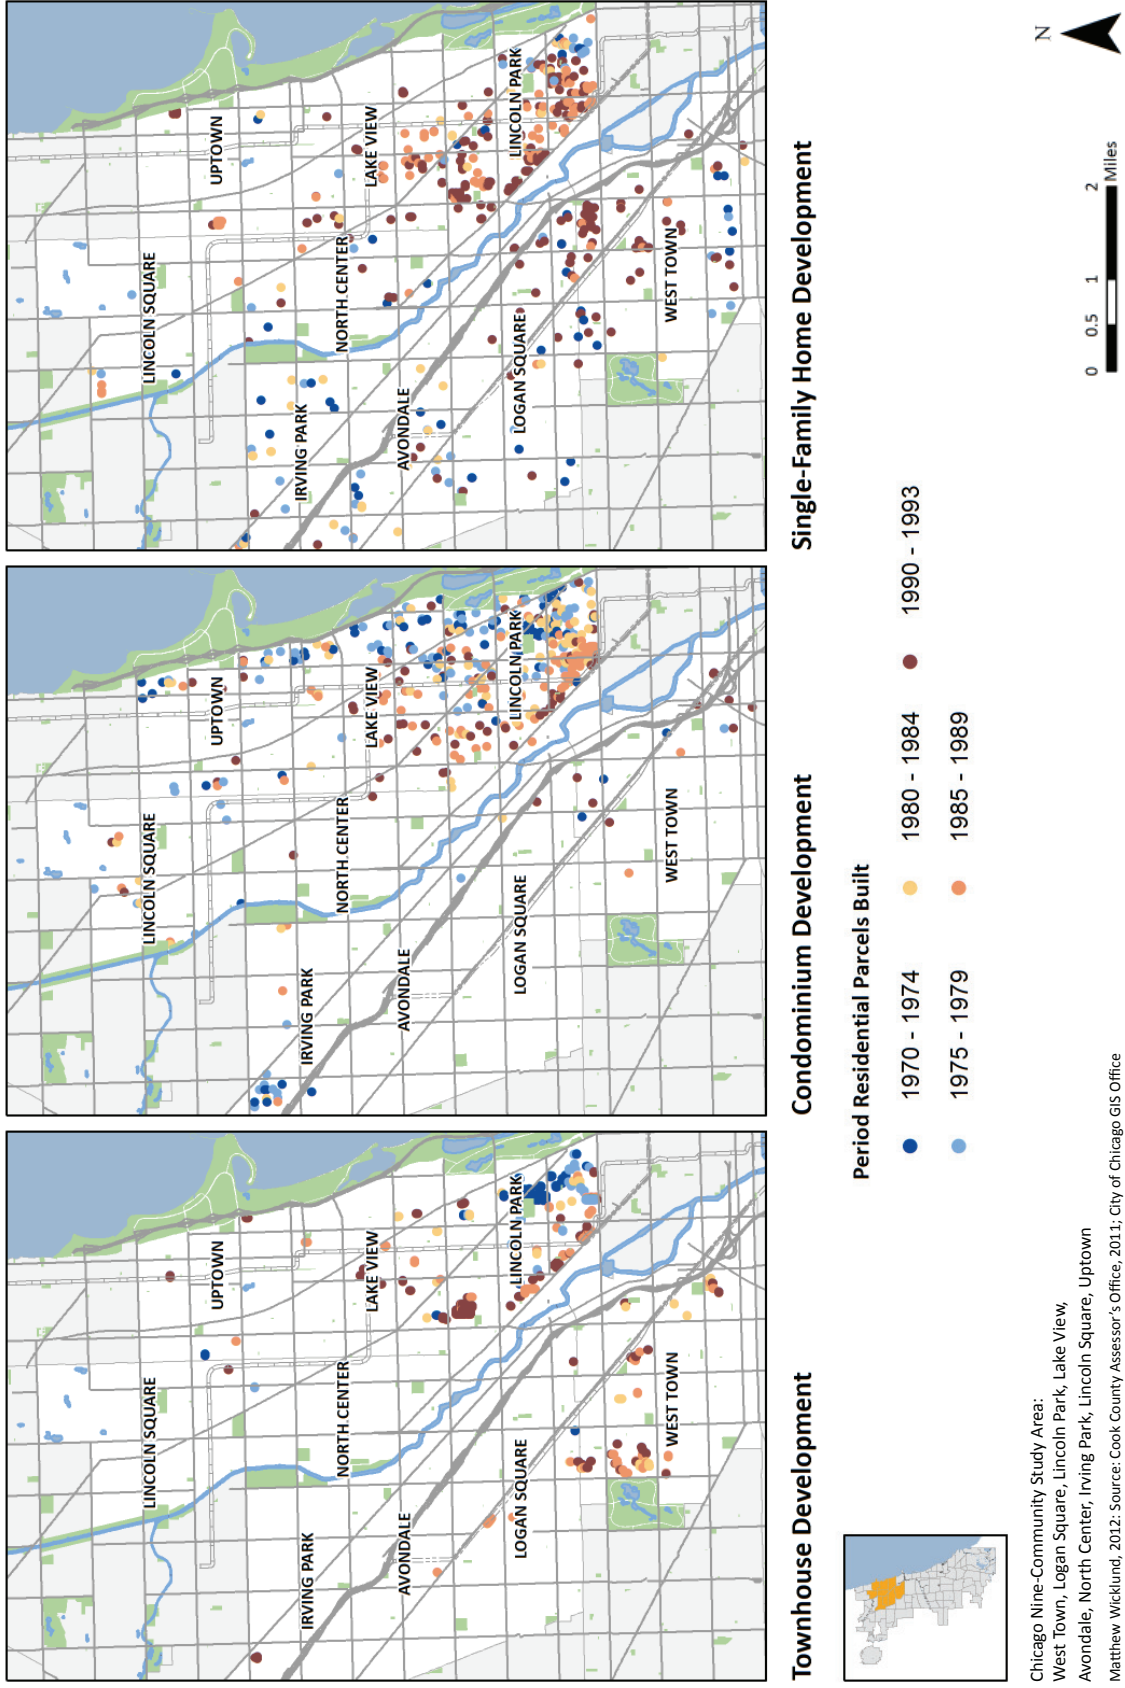 LINCOLN SQUARE
UPTOWN
IRVING PARK
NORTH CENTER
LAKE VIEW
AVONDALE
LOGAN SQUARE
LINCOLN PARK
WEST TOWN
Townhouse Development
LINCOLN SQUARE
UPTOWN
IRVING PARK
NORTH CENTER
LAKE VIEW
AVONDALE
LOGAN SQUARE
LINCOLN PARK
WEST TOWN
Condominium Development
LINCOLN SQUARE
UPTOWN
IRVING PARK
NORTH CENTER
LAKE VIEW
AVONDALE
LOGAN SQUARE
LINCOLN PARK
WEST TOWN
Single-Family Home Development
Period Residential Parcels Built
1970 - 1974
1980 - 1984
1990 - 1993
1975 - 1979
1985 - 1989
Chicago Nine-Community Study Area:
West Town, Logan Square, Lincoln Park, Lake View,
Avondale, North Center, Irving Park, Lincoln Square, Uptown
Matthew Wicklund, 2012: Source: Cook County Assessor's Office, 2011; City of Chicago GIS Office
0 0.5 1 2
Miles
N